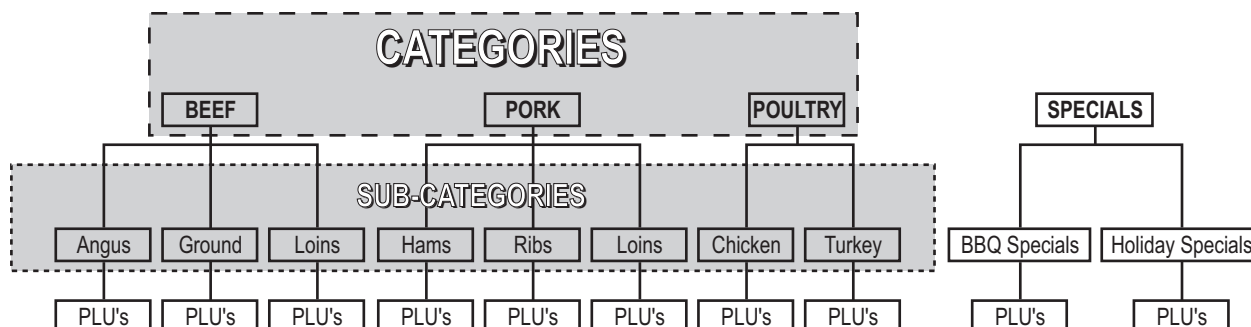 CATEGORIES
BEEF PORK POULTRY SPECIALS
SUB-CATEGORIES
Angus Ground Loins Hams Ribs Loins Chicken Turkey BBQ Specials Holiday Specials
PLU's PLU's PLU's PLU's PLU's PLU's PLU's PLU's PLU's PLU's